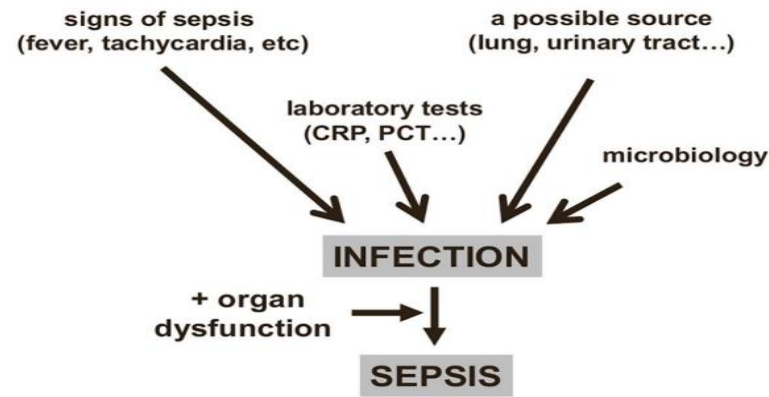 signs of sepsis
(fever, tachycardia, etc)
a possible source
(lung, urinary tract…)
laboratory tests
(CRP, PCT…)
microbiology
INFECTION
+ organ
dysfunction
SEPSIS